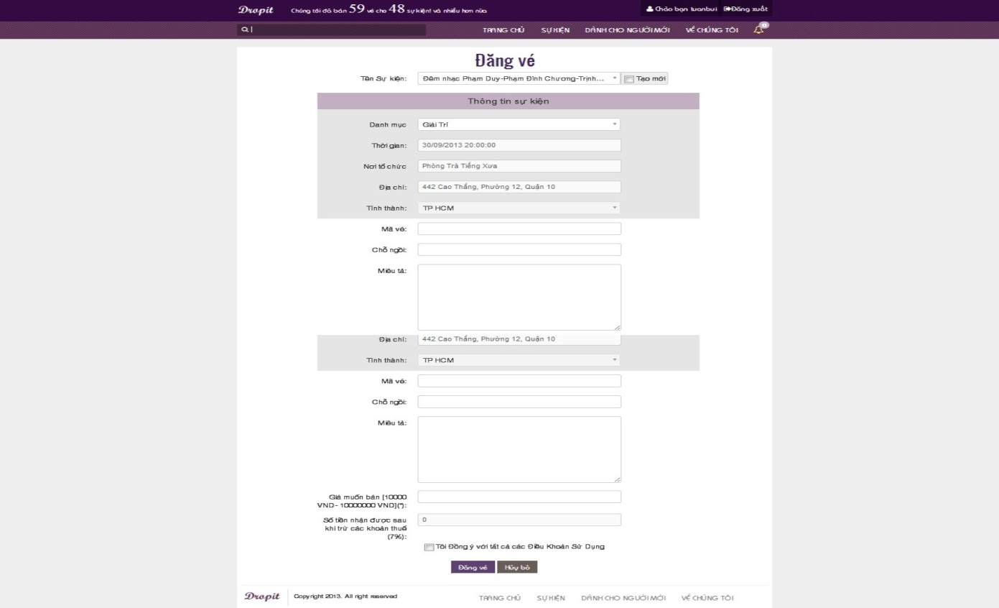 Dropit Chúng tôi đã bán 59 vé cho 48 sự kiện! và nhiều hơn nữa Chào bạn tuanbui Đăng xuất
TRANG CHỦ SỰ KIỆN DÀNH CHO NGƯỜI MỚI VỀ CHÚNG TÔI 0
Đăng vé
Tên Sự kiện: Đêm nhạc Phạm Duy-Phạm Đình Chương-Trịnh... Tạo mới
Thông tin sự kiện
Danh mục Giải Trí
Thời gian: 30/09/2013 20:00:00
Nơi tổ chức Phòng Trà Tiếng Xưa
Địa chỉ: 442 Cao Thắng, Phường 12, Quận 10
Tỉnh thành: TP HCM
Mã vé:
Chỗ ngồi:
Miêu tả:
Địa chỉ: 442 Cao Thắng, Phường 12, Quận 10
Tỉnh thành: TP HCM
Mã vé:
Chỗ ngồi:
Miêu tả:
Giá muốn bán [10000
VND- 10000000 VND](*):
Số tiền nhận được sau 0
khi trừ các khoản thuế
(7%):
Tôi Đồng ý với tất cả các Điều Khoản Sử Dụng
Đăng vé Hủy bỏ
Dropit Copyright 2013. All right reserved TRANG CHỦ SỰ KIỆN DÀNH CHO NGƯỜI MỚI VỀ CHÚNG TÔI